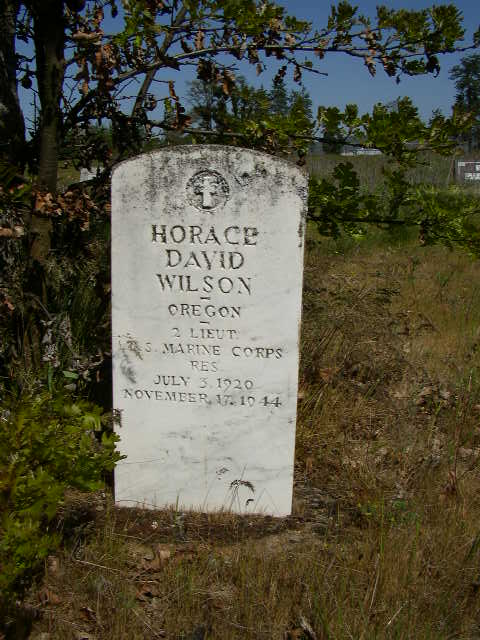 HORACE
DAVID
WILSON
OREGON
2 LIEUT
U. S. MARINE CORPS
RES
JULY 3, 1920
NOVEMBER 17, 1944